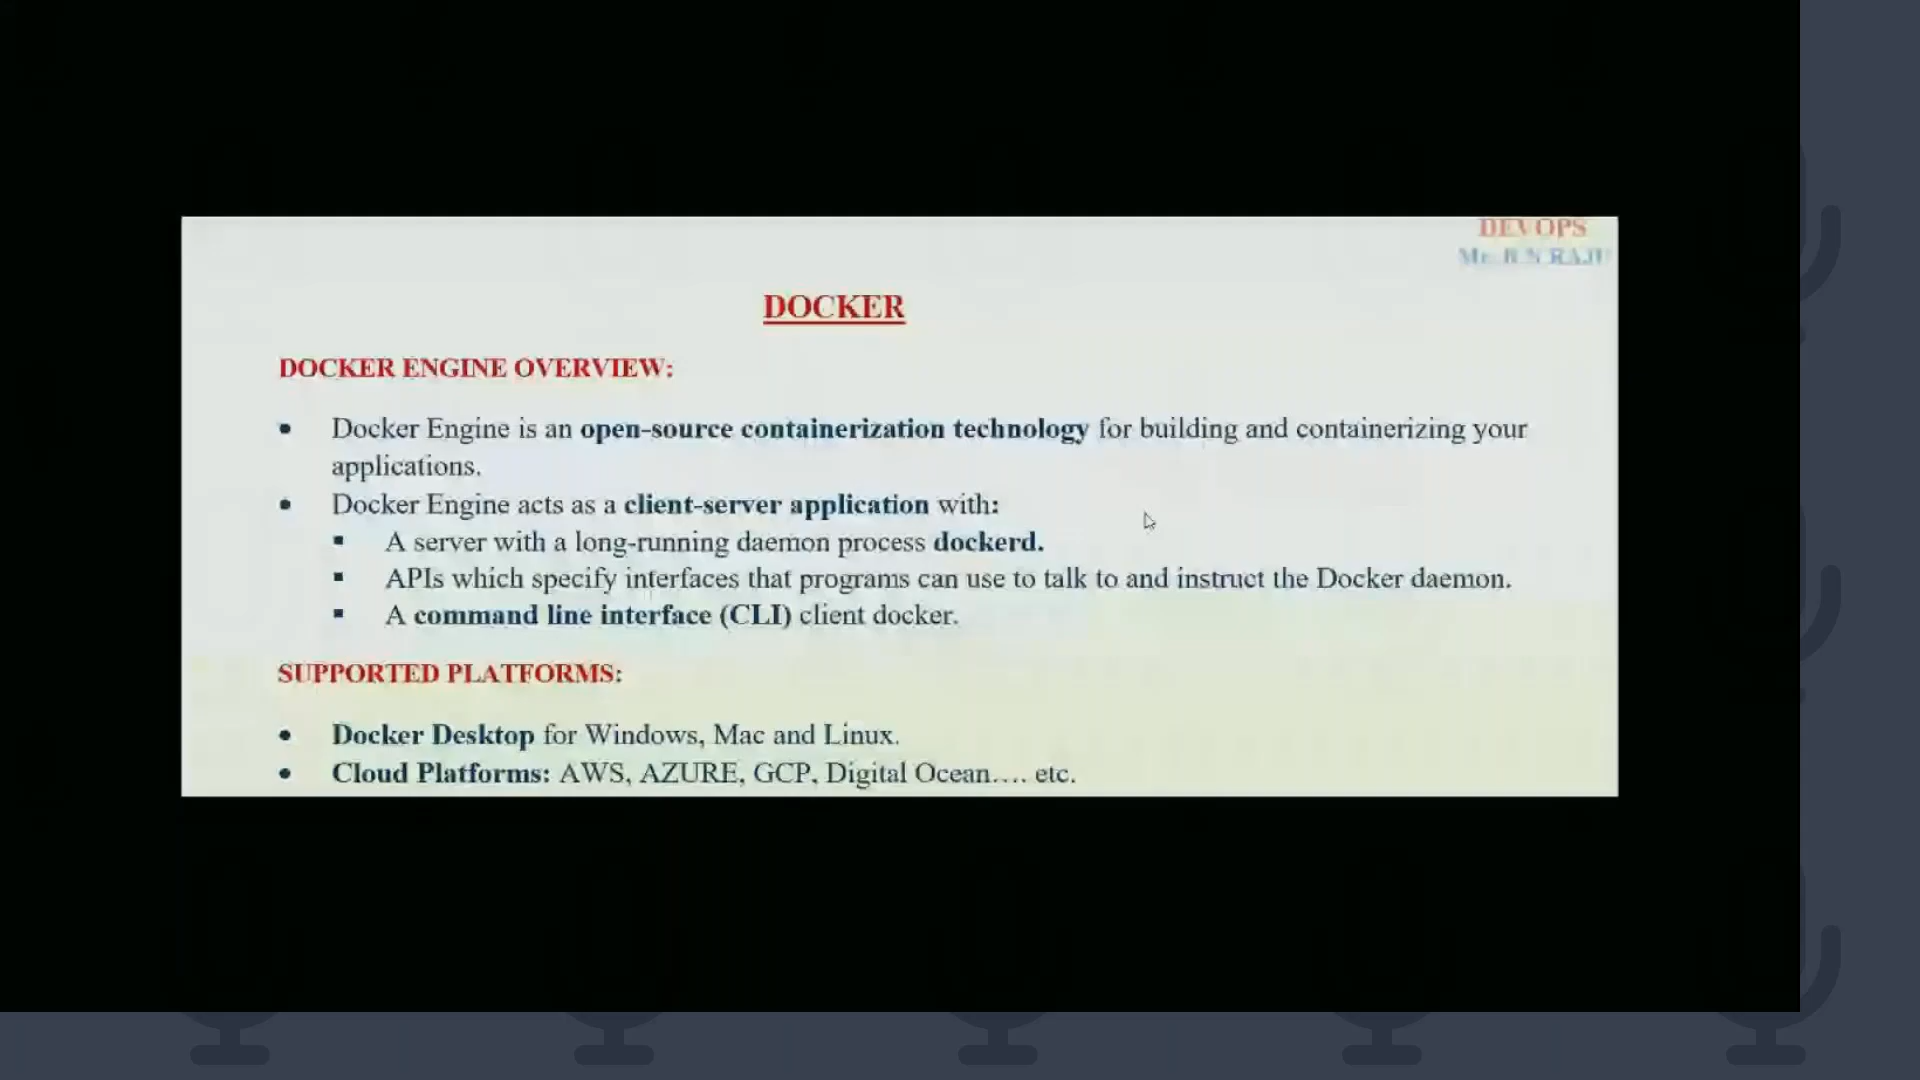 DEVOPS
Mr. B N RAJU
DOCKER
DOCKER ENGINE OVERVIEW:
• Docker Engine is an open-source containerization technology for building and containerizing your
applications.
• Docker Engine acts as a client-server application with:
▪ A server with a long-running daemon process dockerd.
▪ APIs which specify interfaces that programs can use to talk to and instruct the Docker daemon.
▪ A command line interface (CLI) client docker.
SUPPORTED PLATFORMS:
• Docker Desktop for Windows, Mac and Linux.
• Cloud Platforms: AWS, AZURE, GCP, Digital Ocean.... etc.